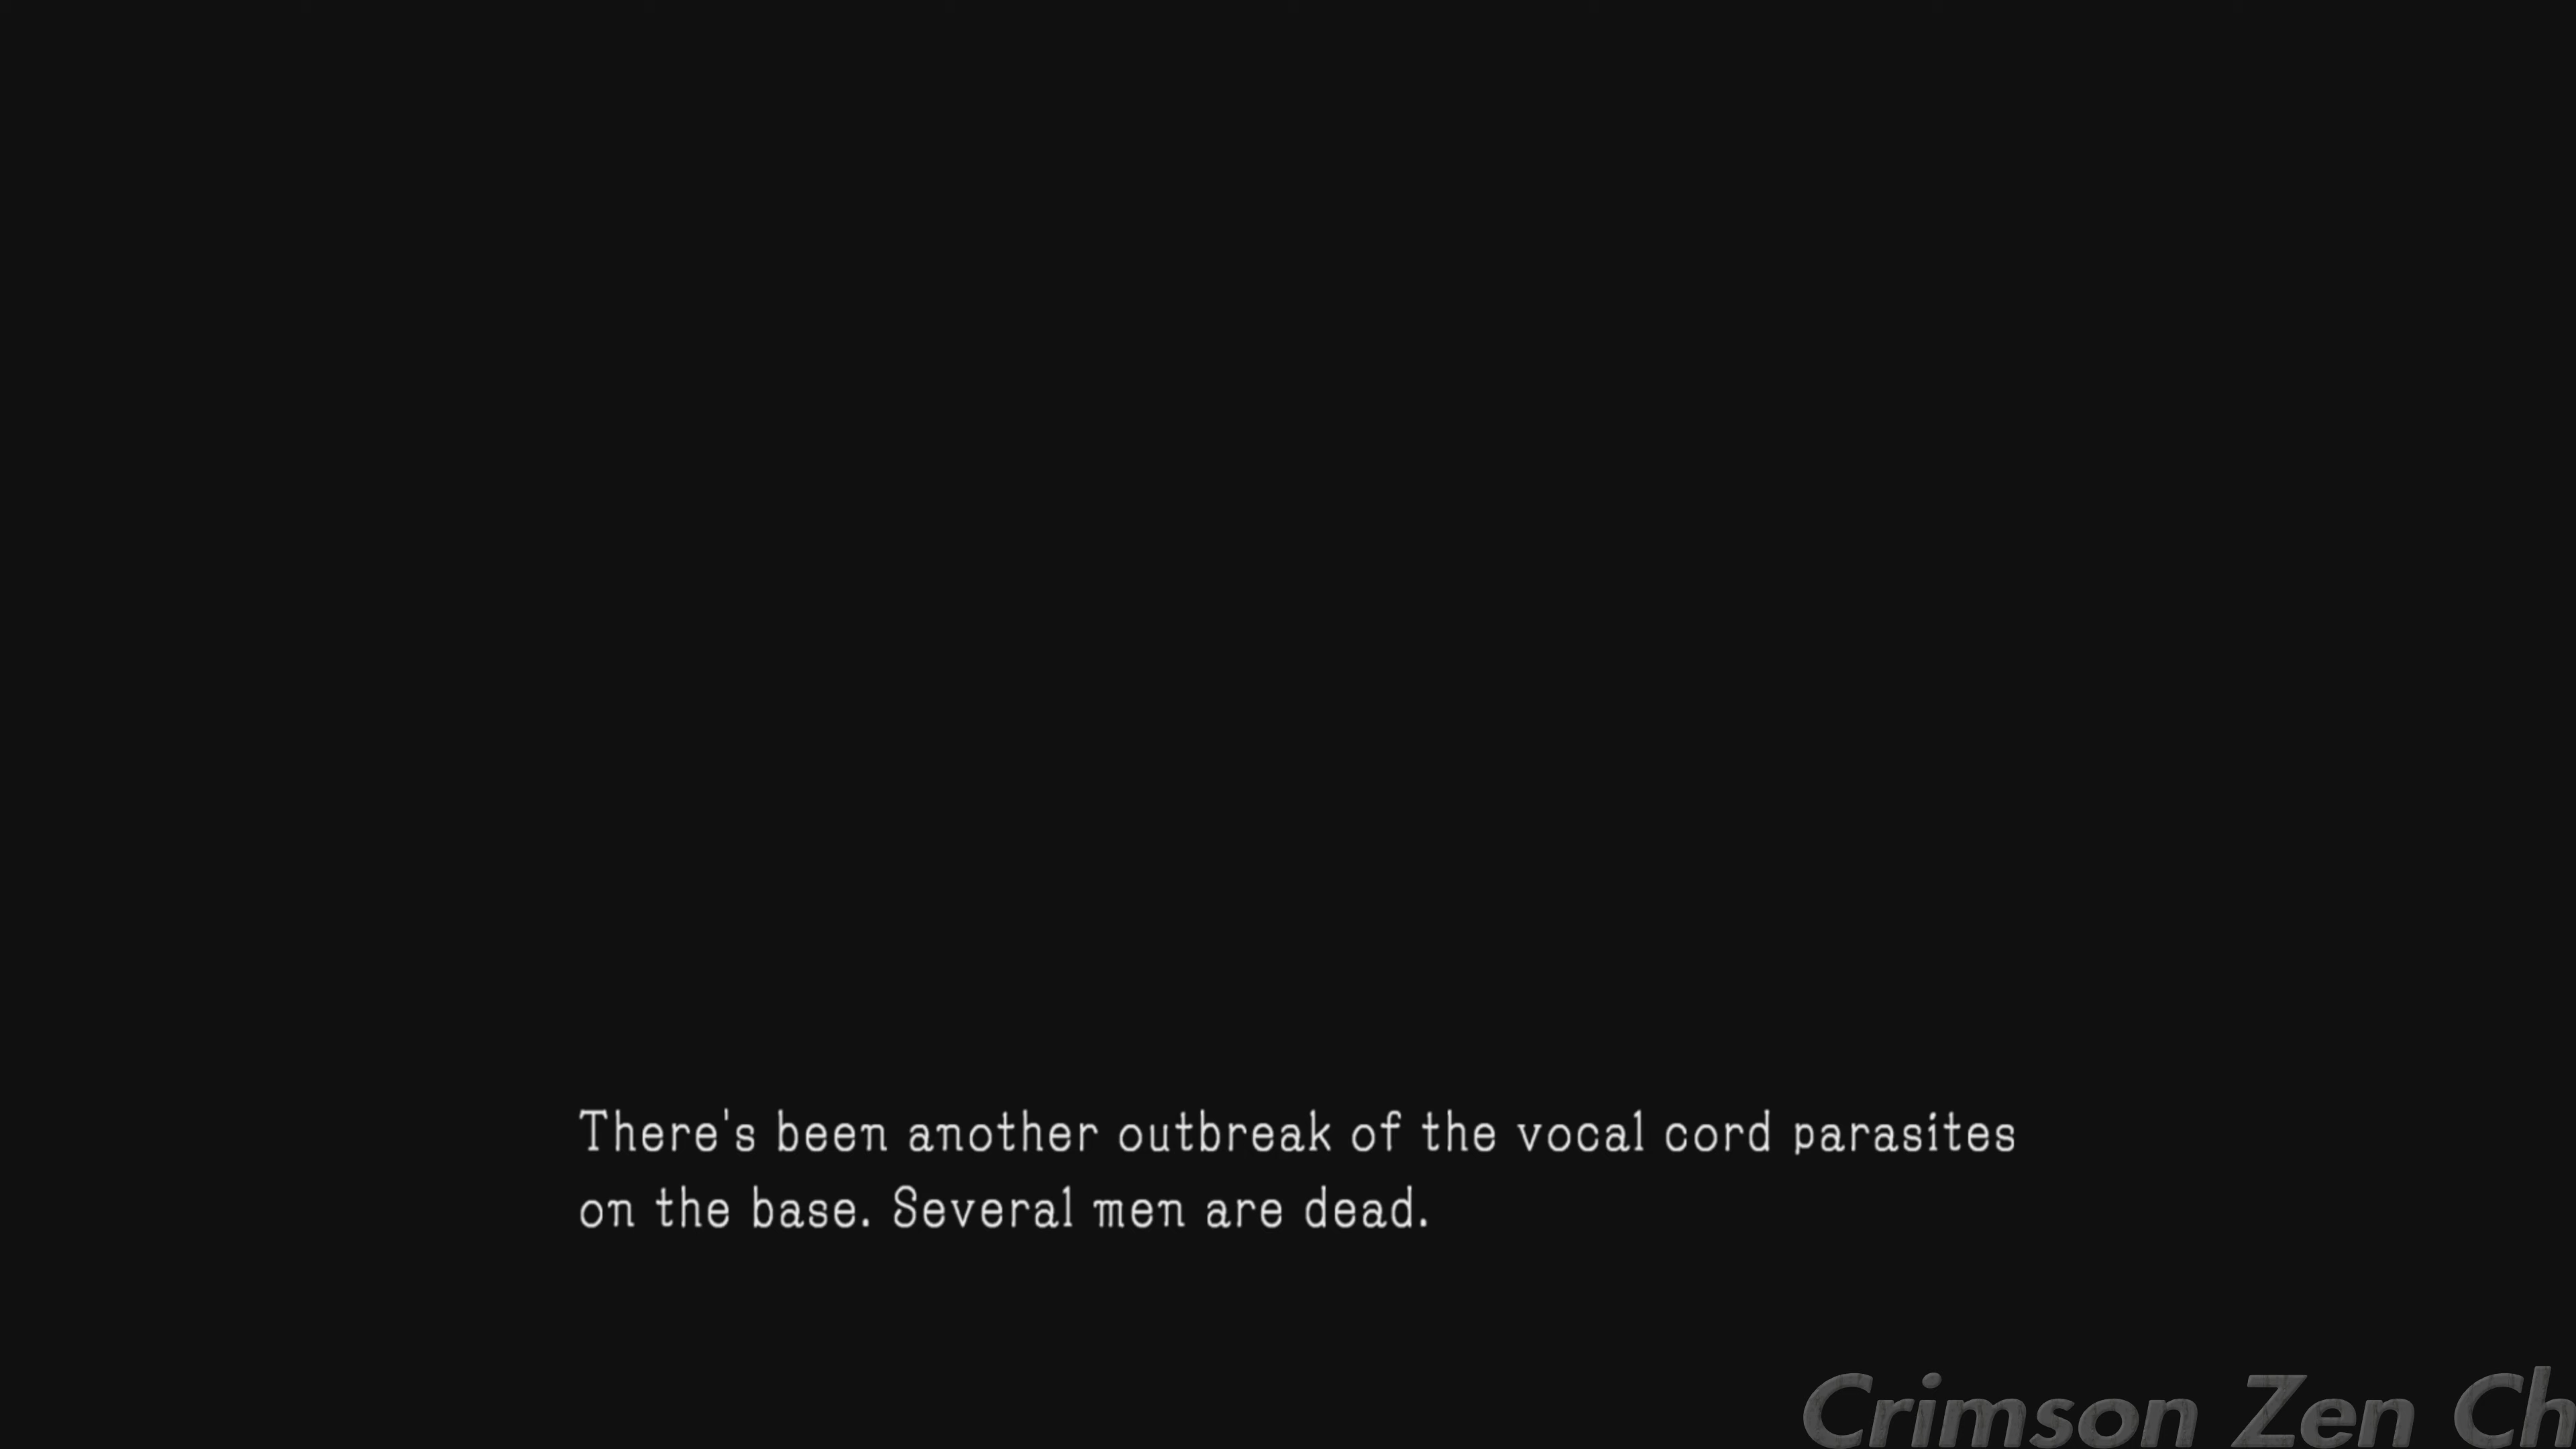 There's been another outbreak of the vocal cord parasites
on the base. Several men are dead.
Crimson Zen Ch